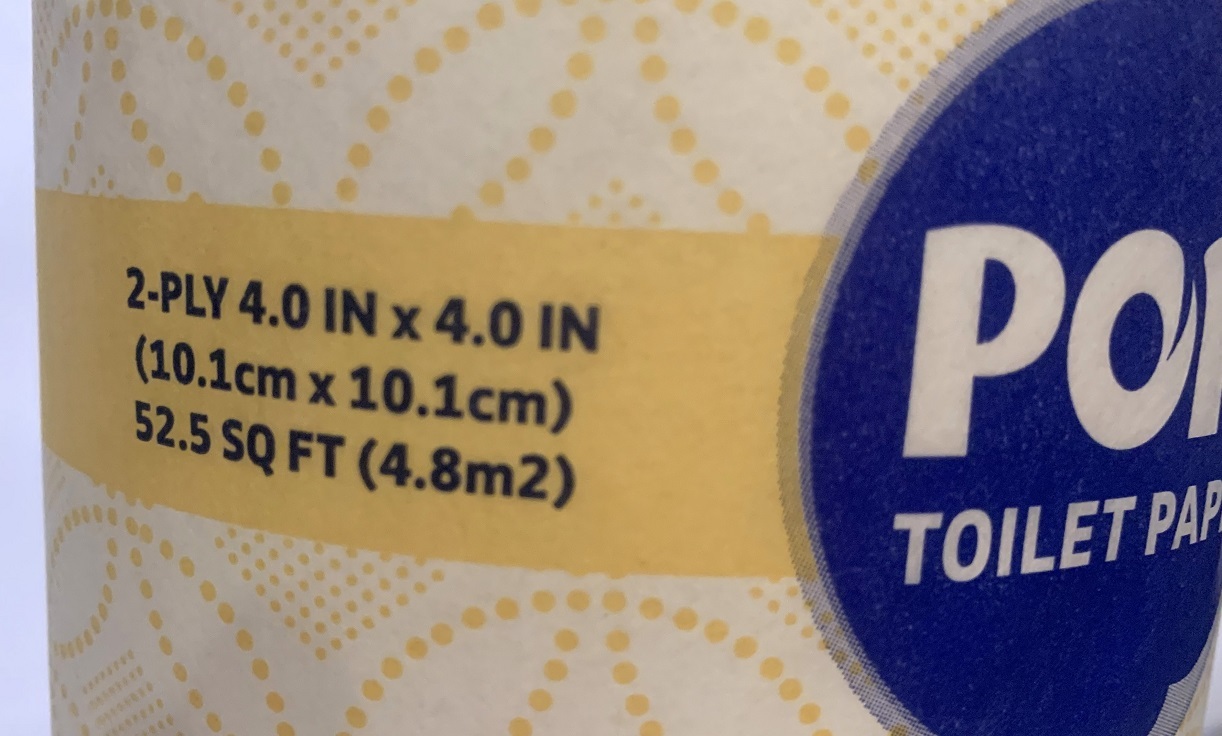 2-PLY 4.0 IN x 4.0 IN
(10.1cm x 10.1cm)
52.5 SQ FT (4.8m2)
TOILET